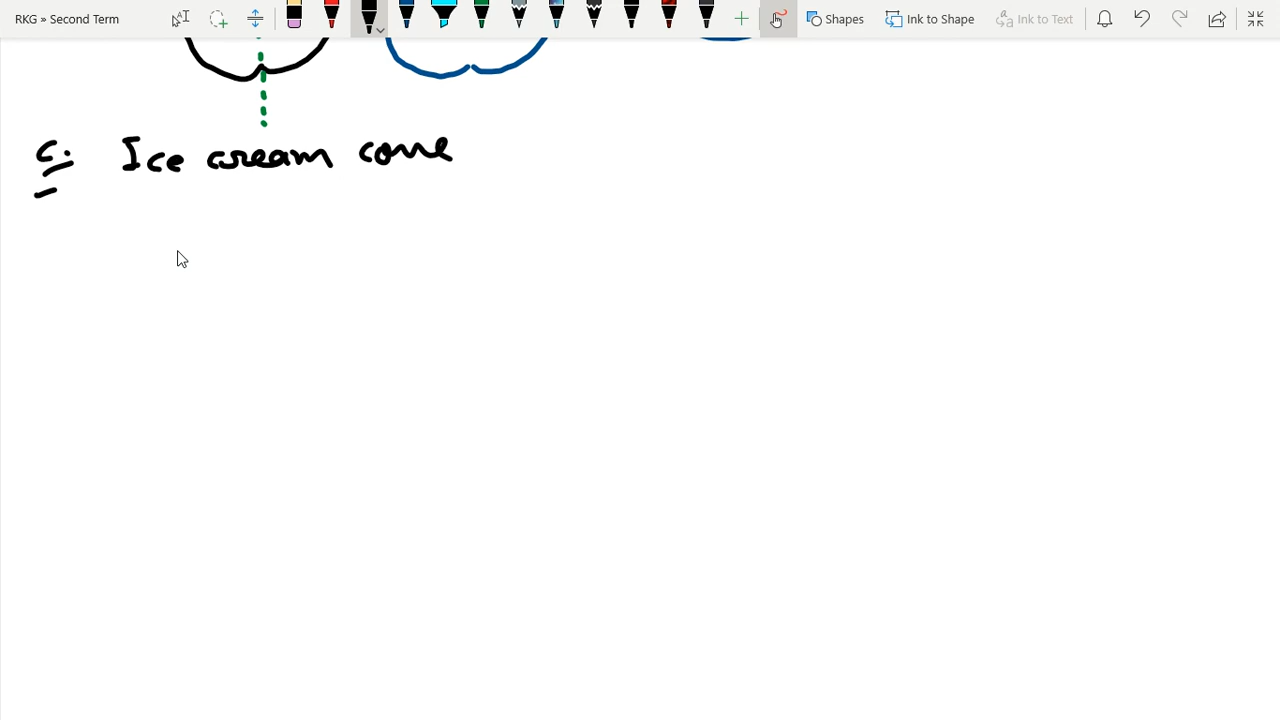 RKG » Second Term
Shapes
Ink to Shape
Ink to Text
c. Ice cream cone